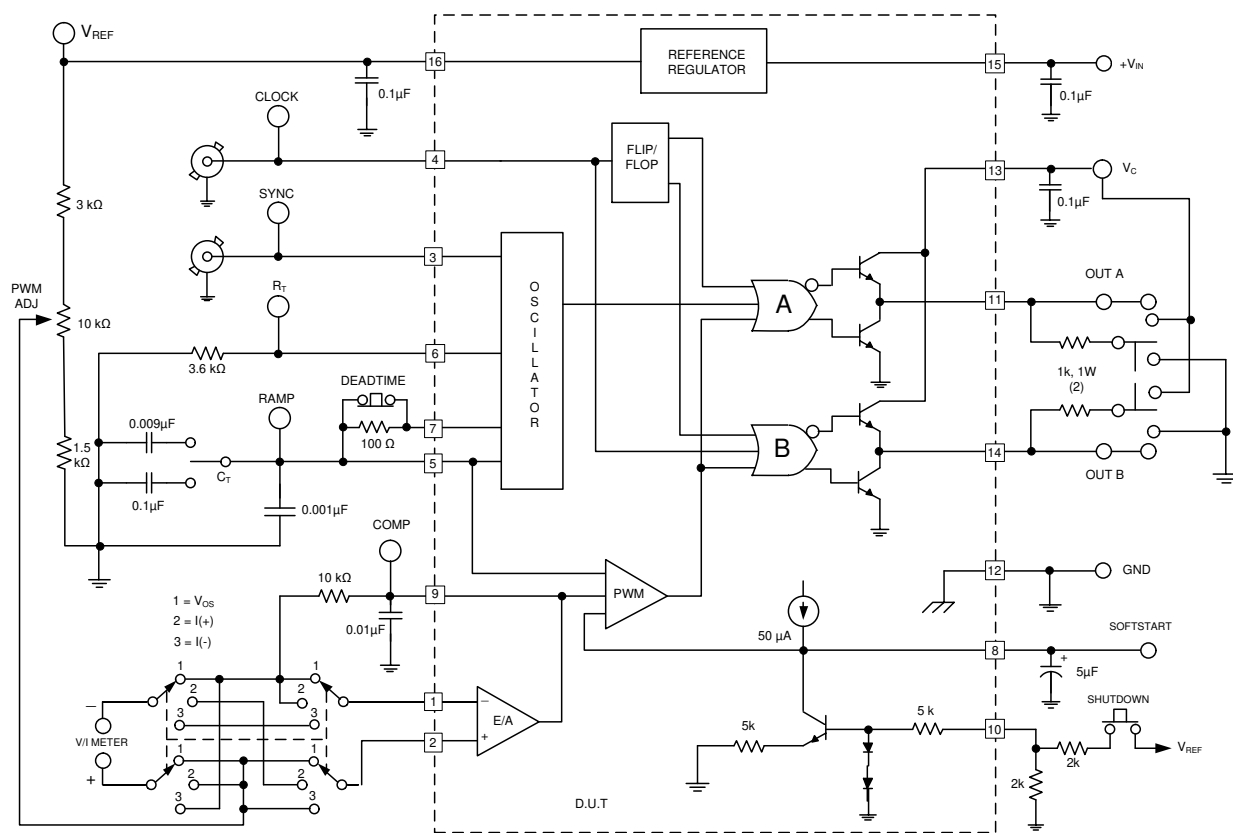 VREF
16
REFERENCE
REGULATOR
15
+VIN
0.1µF
0.1µF
CLOCK
4
FLIP/
FLOP
13
VC
0.1µF
3 kΩ
SYNC
3
OSCILLATOR
PWM
ADJ
10 kΩ
RT
6
3.6 kΩ
A
11
OUT A
1k, 1W
(2)
DEADTIME
RAMP
7
100 Ω
0.009µF
1.5
kΩ
CT
5
0.1µF
0.001µF
B
14
OUT B
COMP
10 kΩ
9
0.01µF
PWM
12
GND
1 = VOS
2 = I(+)
3 = I(-)
50 µA
8
SOFTSTART
+
5µF
1
1
2
2
3
3
–
V/I METER
+
1
–
E/A
2
+
1
1
2
2
3
3
5k
5 k
10
SHUTDOWN
2k
VREF
2k
D.U.T